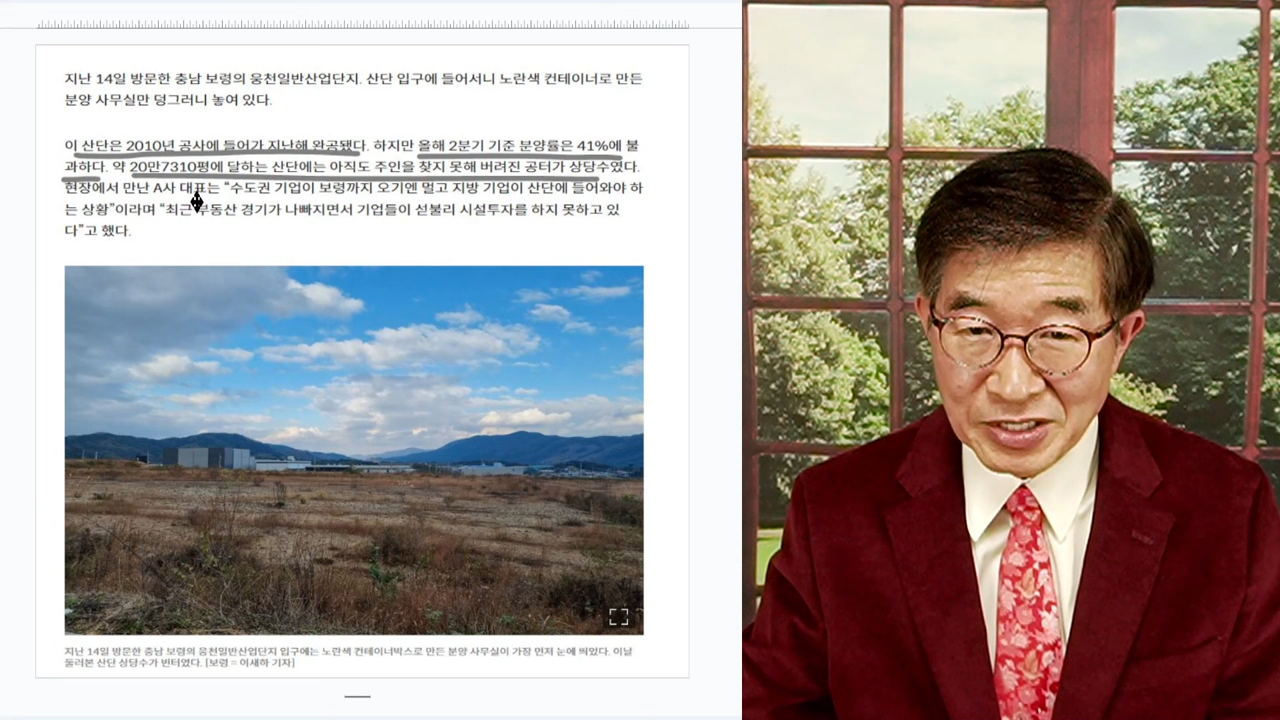 지난 14일 방문한 충남 보령의 웅천일반산업단지. 산단 입구에 들어서니 노란색 컨테이너로 만든
분양 사무실만 덩그러니 놓여 있다.
이 산단은 2010년 공사에 들어가 지난해 완공됐다. 하지만 올해 2분기 기준 분양률은 41%에 불
과하다. 약 20만7310평에 달하는 산단에는 아직도 주인을 찾지 못해 버려진 공터가 상당수였다.
현장에서 만난 A사 대표는 “수도권 기업이 보령까지 오기엔 멀고 지방 기업이 산단에 들어와야 하
는 상황”이라며 “최근 부동산 경기가 나빠지면서 기업들이 섣불리 시설투자를 하지 못하고 있
다”고 했다.
지난 14일 방문한 충남 보령의 웅천일반산업단지 입구에는 노란색 컨테이너박스로 만든 분양 사무실이 가장 먼저 눈에 띄었다. 이날
둘러본 산단 상당수가 빈터였다. [보령 = 이새하 기자]